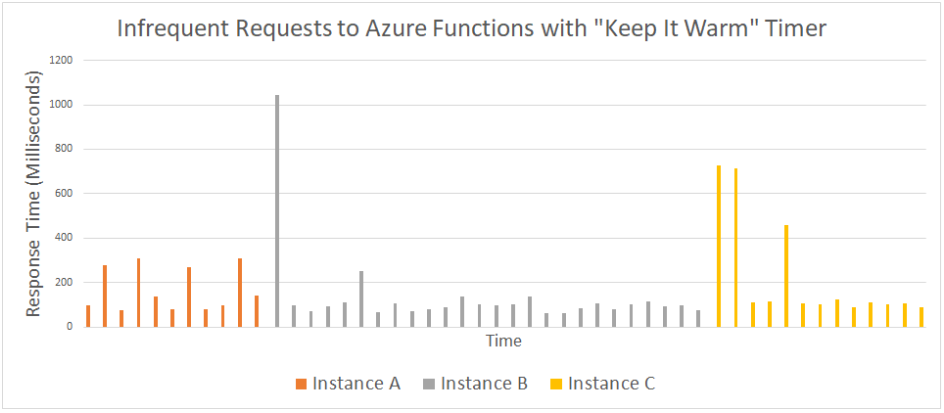 Infrequent Requests to Azure Functions with "Keep It Warm" Timer
Response Time (Milliseconds)
1200
1000
800
600
400
200
0
Time
Instance A
Instance B
Instance C